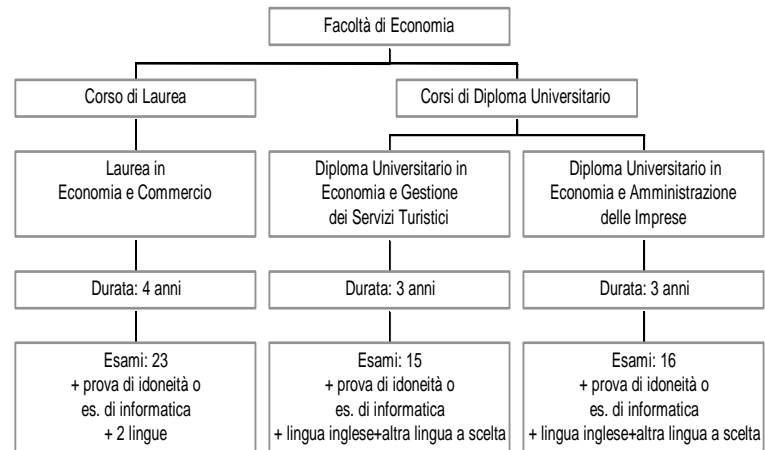 Facoltà di Economia
Corso di Laurea
Corsi di Diploma Universitario
Laurea in
Economia e Commercio
Diploma Universitario in
Economia e Gestione
dei Servizi Turistici
Diploma Universitario in
Economia e Amministrazione
delle Imprese
Durata: 4 anni
Durata: 3 anni
Durata: 3 anni
Esami: 23
+ prova di idoneità o
es. di informatica
+ 2 lingue
Esami: 15
+ prova di idoneità o
es. di informatica
+ lingua inglese+altra lingua a scelta
Esami: 16
+ prova di idoneità o
es. di informatica
+ lingua inglese+altra lingua a scelta